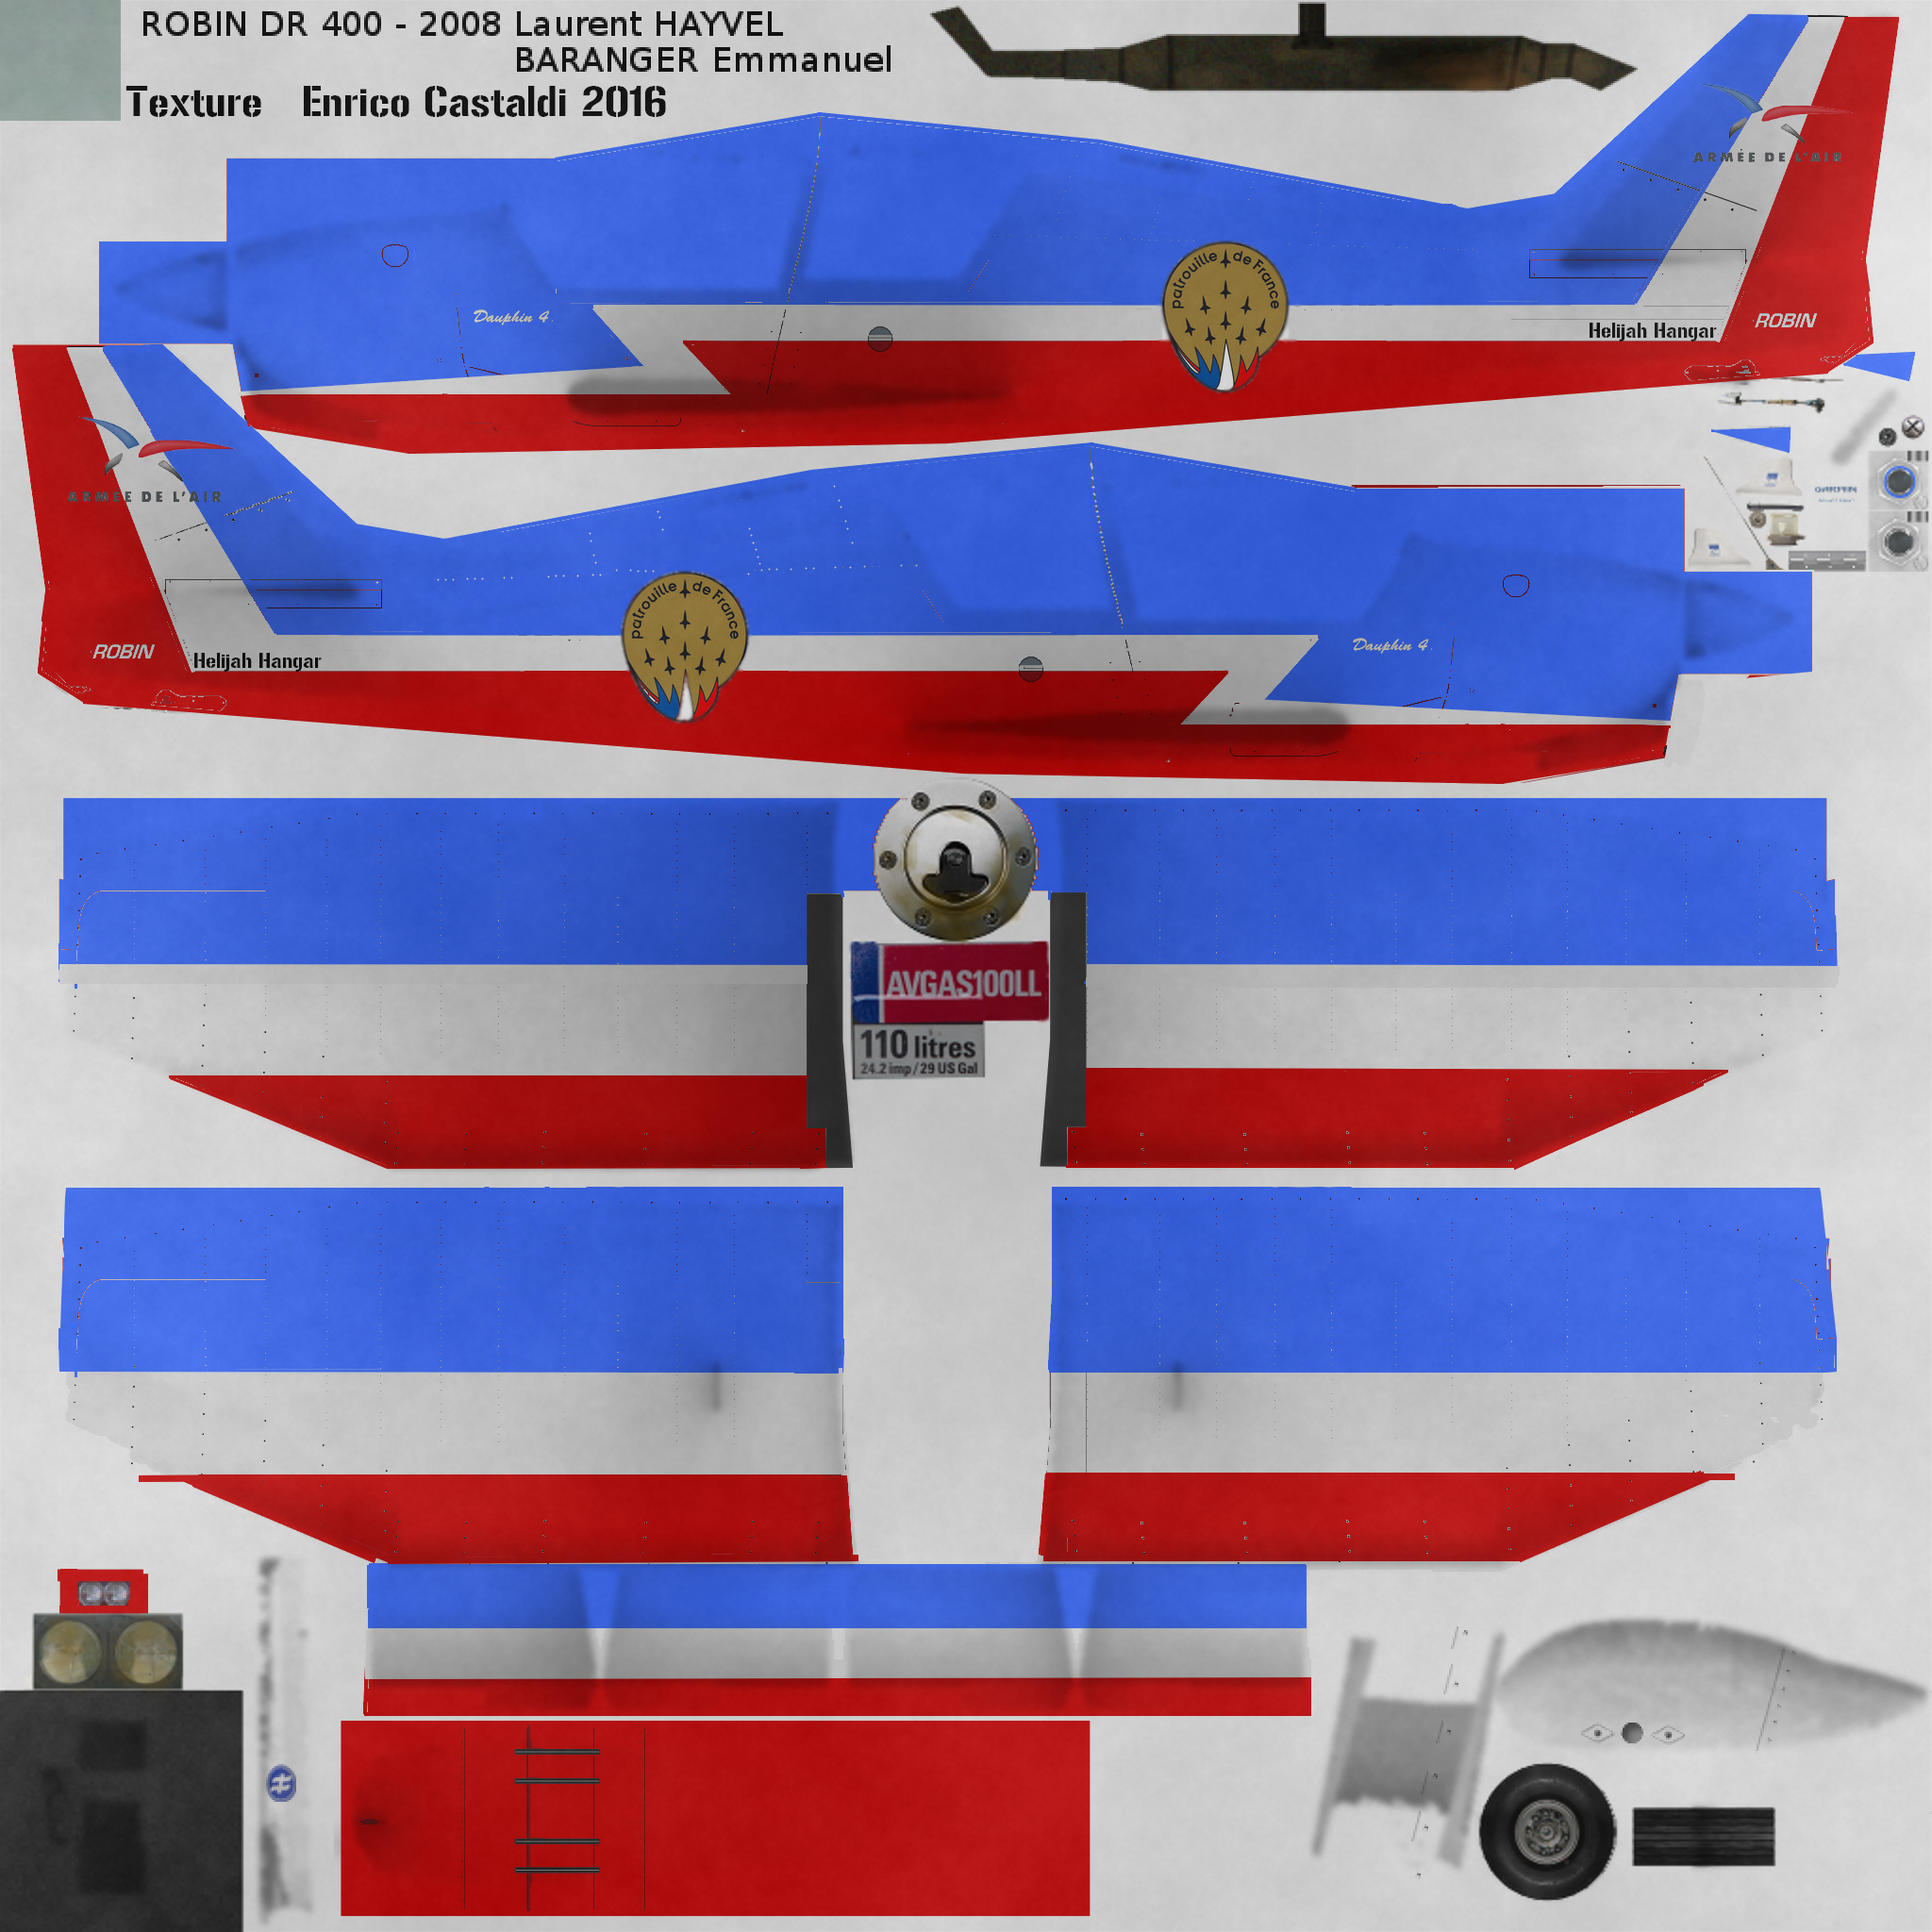 ROBIN DR 400 - 2008 Laurent HAYVEL
BARANGER Emmanuel
Texture Enrico Castaldi 2016
ARMÉE DE L'AIR
patrouille de France
Dauphin 4
Helijah Hangar
ROBIN
ARMÉE DE L'AIR
patrouille de France
Dauphin 4
ROBIN
Helijah Hangar
AVGAS100LL
110 litres
24.2 imp/29 US Gal